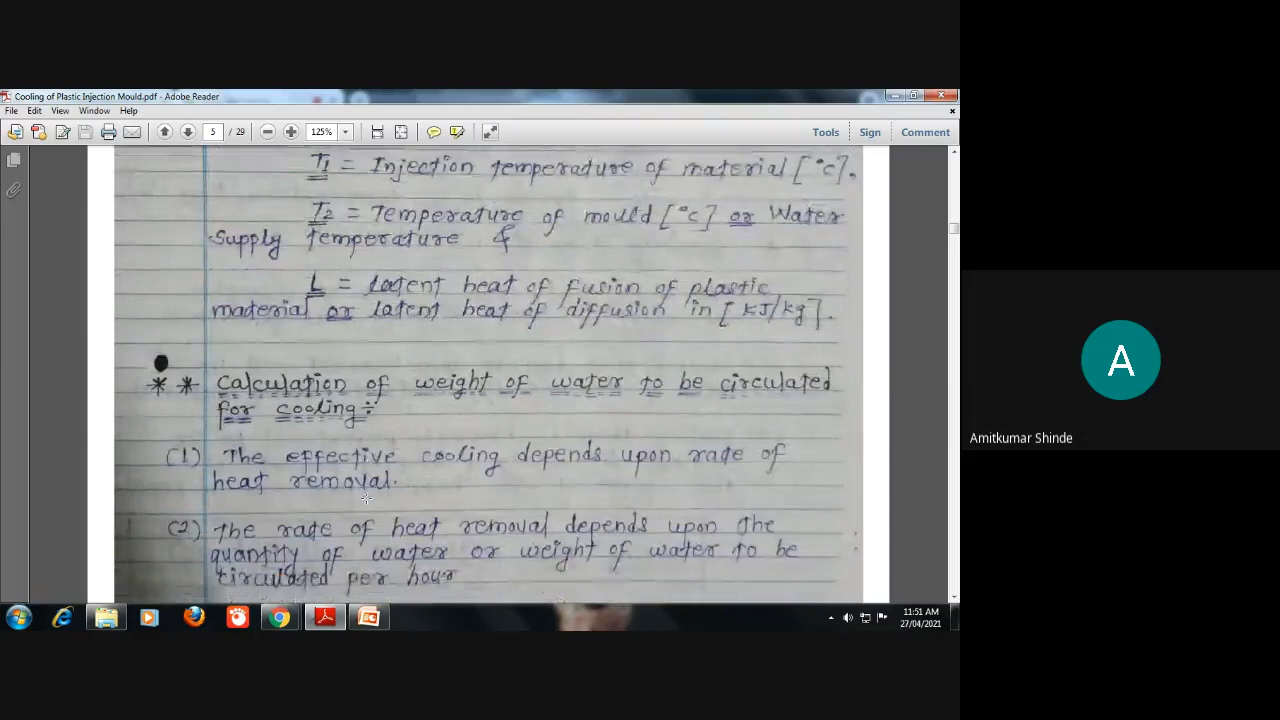 Cooling of Plastic Injection Mould.pdf - Adobe Reader
File Edit View Window Help
5 / 29 125% Tools Sign Comment
T1 = Injection temperature of material [°c].
T2 = Temperature of mould [°c] or Water
Supply temperature &
L = latent heat of fusion of plastic
material or latent heat of diffusion in [KJ/kg].
** Calculation of weight of water to be circulated
for cooling÷
(1) The effective cooling depends upon rate of
heat removal.
(2) The rate of heat removal depends upon the
quantity of water or weight of water to be
circulated per hour
A
Amitkumar Shinde
11:51 AM
27/04/2021